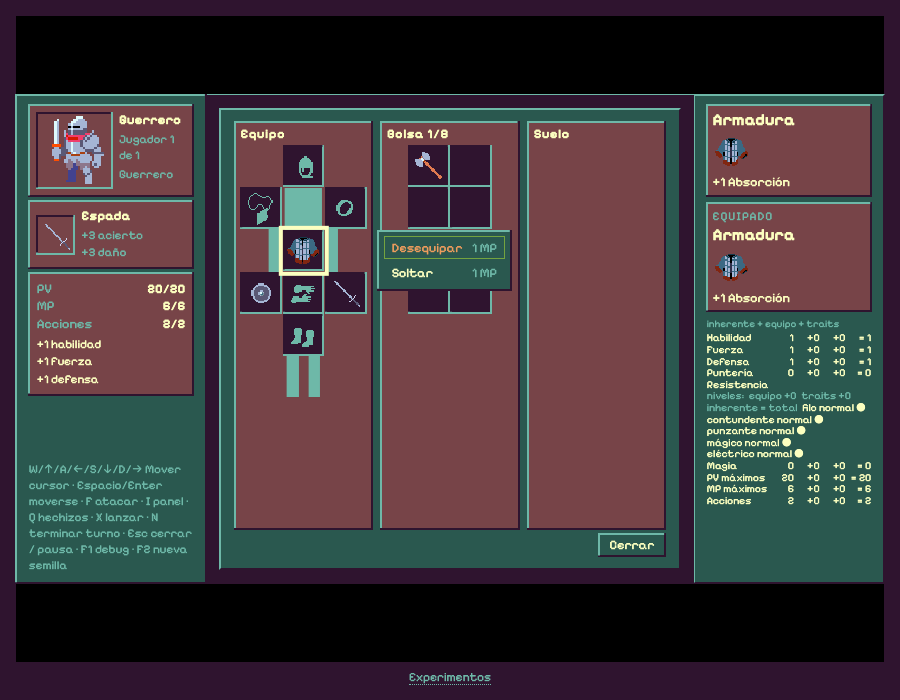 Guerrero
Jugador 1
de 1
Guerrero
Espada
+3 acierto
+3 daño
PV 20/20
MP 6/6
Acciones 2/2
+1 habilidad
+1 fuerza
+1 defensa
W/↑/A/←/S/↓/D/→ Mover
cursor · Espacio/Enter
moverse · F atacar · I panel ·
Q hechizos · X lanzar · N
terminar turno · Esc cerrar
/ pausa · F1 debug · F2 nueva
semilla
Equipo
Bolsa 1/8
Desequipar 1 MP
Soltar 1 MP
Suelo
Cerrar
Armadura
+1 Absorción
EQUIPADO
Armadura
+1 Absorción
inherente + equipo + traits
Habilidad 1 +0 +0 = 1
Fuerza 1 +0 +0 = 1
Defensa 1 +0 +0 = 1
Puntería 0 +0 +0 = 0
Resistencia
niveles: equipo +0 traits +0
inherente = total filo normal
contundente normal
punzante normal
mágico normal
eléctrico normal
Magia 0 +0 +0 = 0
PV máximos 20 +0 +0 = 20
MP máximos 6 +0 +0 = 6
Acciones 2 +0 +0 = 2
Experimentos